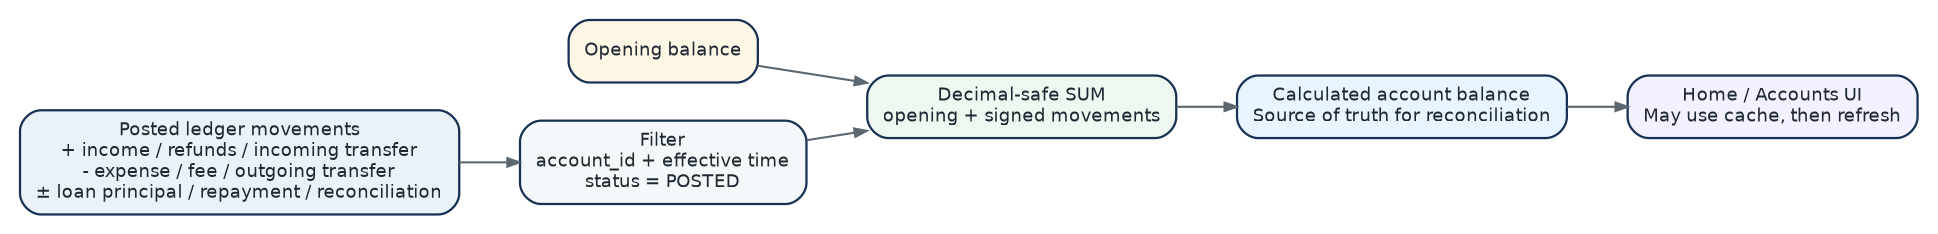 Opening balance
Posted ledger movements
+ income / refunds / incoming transfer
- expense / fee / outgoing transfer
± loan principal / repayment / reconciliation
Filter
account_id + effective time
status = POSTED
Decimal-safe SUM
opening + signed movements
Calculated account balance
Source of truth for reconciliation
Home / Accounts UI
May use cache, then refresh